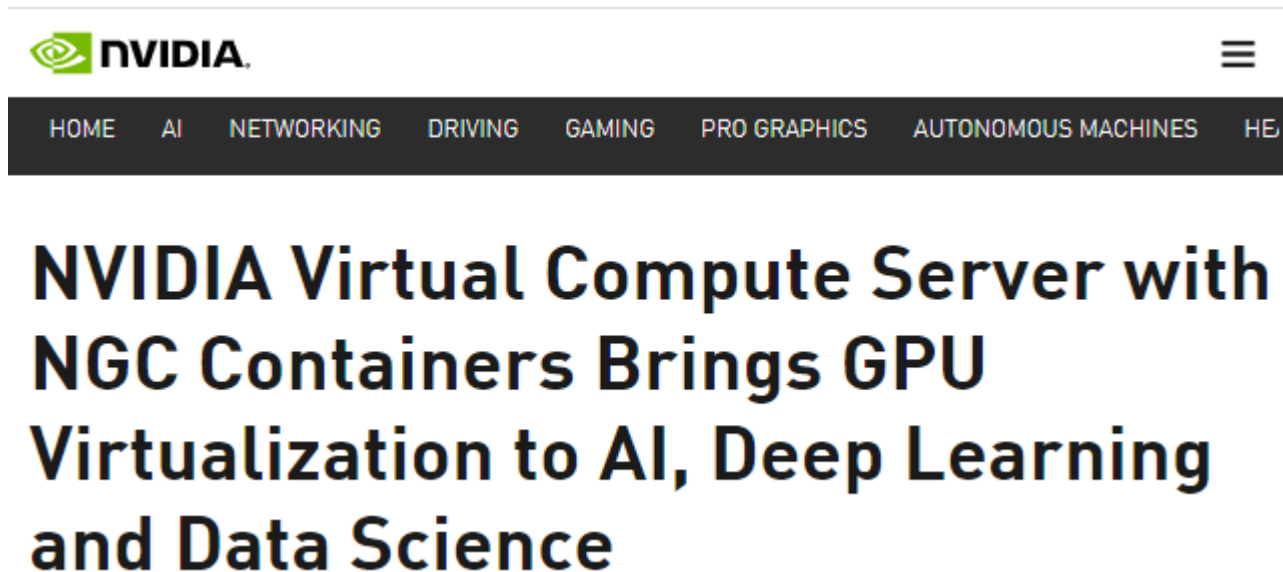 NVIDIA.
HOME AI NETWORKING DRIVING GAMING PRO GRAPHICS AUTONOMOUS MACHINES
NVIDIA Virtual Compute Server with
NGC Containers Brings GPU
Virtualization to AI, Deep Learning
and Data Science